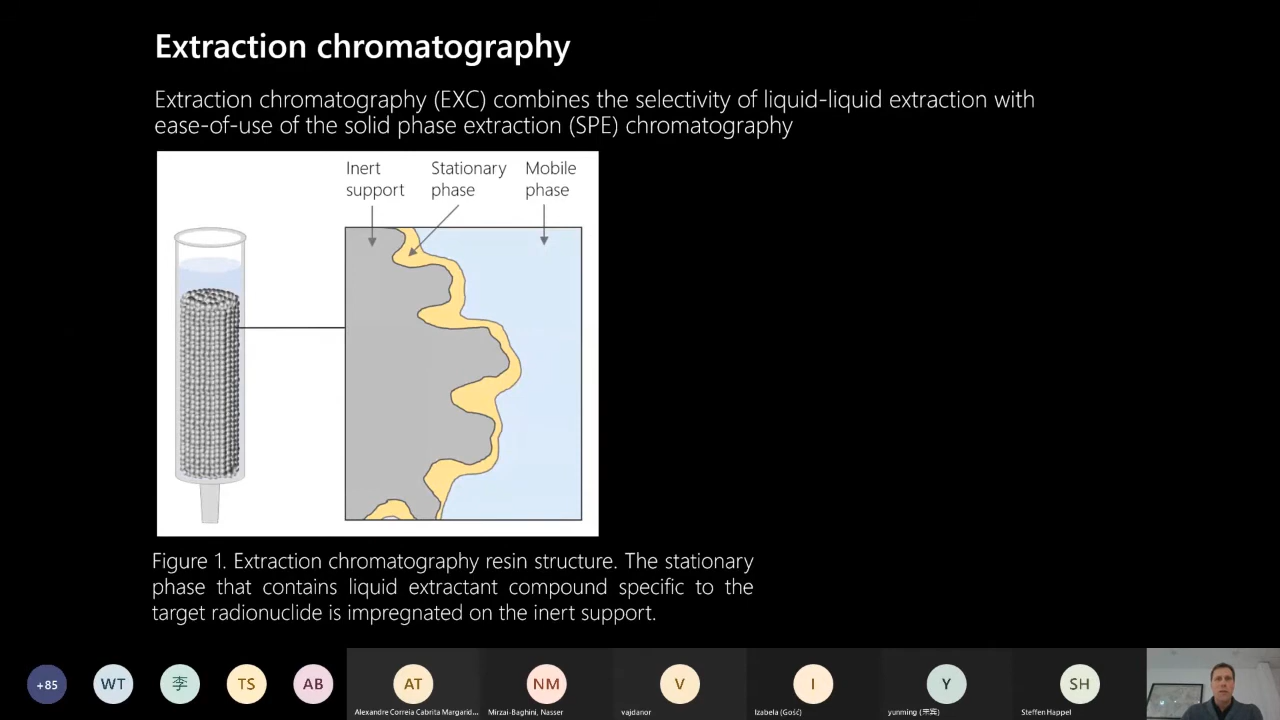 Extraction chromatography
Extraction chromatography (EXC) combines the selectivity of liquid-liquid extraction with
ease-of-use of the solid phase extraction (SPE) chromatography
Inert
support
Stationary
phase
Mobile
phase
Figure 1. Extraction chromatography resin structure. The stationary
phase that contains liquid extractant compound specific to the
target radionuclide is impregnated on the inert support.
+85
WT
李
TS
AB
AT
NM
V
I
Y
SH
Alexandre Correia Cabrita Margarid...
Mirzai-Baghini, Nasser
vajdanor
Izabela (Gość)
yunming (来宾)
Steffen Happel